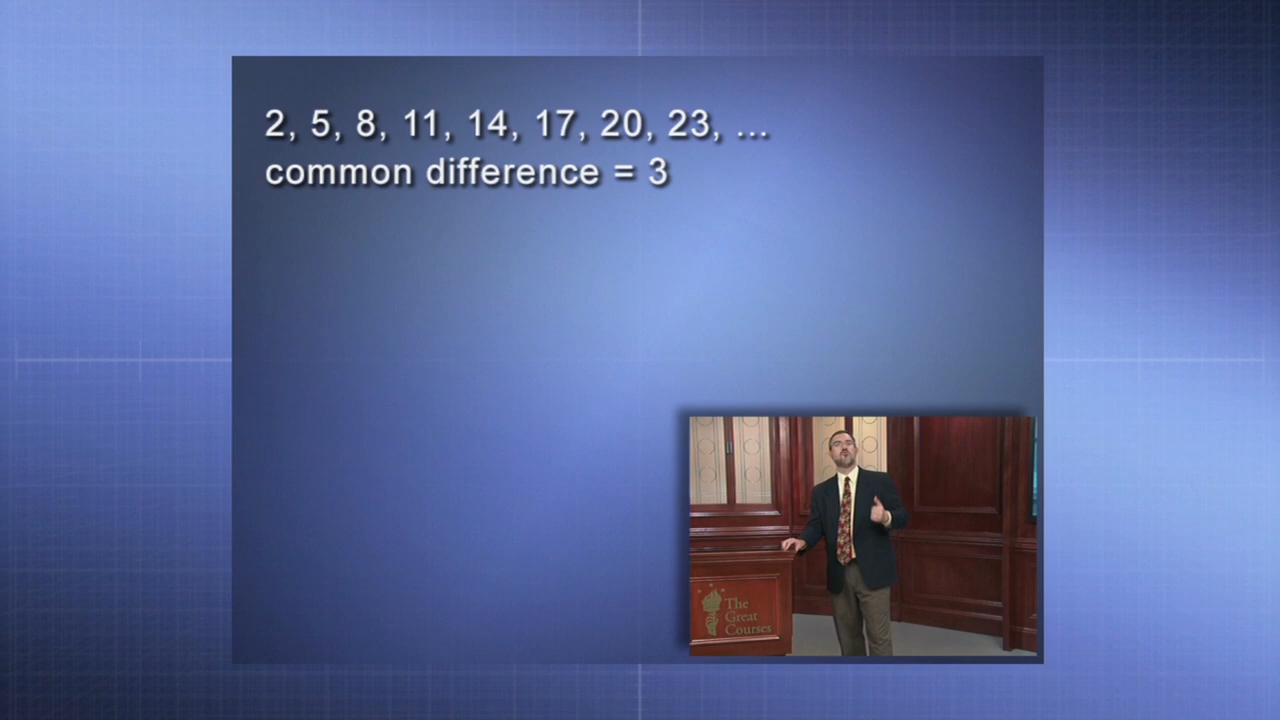 2, 5, 8, 11, 14, 17, 20, 23, ...
common difference = 3
The
Great
Courses